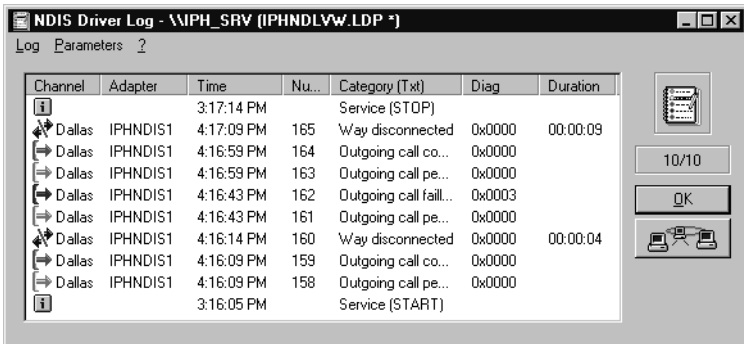 NDIS Driver Log - \\IPH_SRV (IPHNDLVW.LDP *)
Log Parameters ?
Channel Adapter Time Nu... Category (Txt) Diag Duration
3:17:14 PM Service (STOP)
Dallas IPHNDIS1 4:17:09 PM 165 Way disconnected 0x0000 00:00:09
Dallas IPHNDIS1 4:16:59 PM 164 Outgoing call co... 0x0000
Dallas IPHNDIS1 4:16:59 PM 163 Outgoing call pe... 0x0000
Dallas IPHNDIS1 4:16:43 PM 162 Outgoing call faill... 0x0003
Dallas IPHNDIS1 4:16:43 PM 161 Outgoing call pe... 0x0000
Dallas IPHNDIS1 4:16:14 PM 160 Way disconnected 0x0000 00:00:04
Dallas IPHNDIS1 4:16:09 PM 159 Outgoing call co... 0x0000
Dallas IPHNDIS1 4:16:09 PM 158 Outgoing call pe... 0x0000
3:16:05 PM Service (START)
10/10
OK